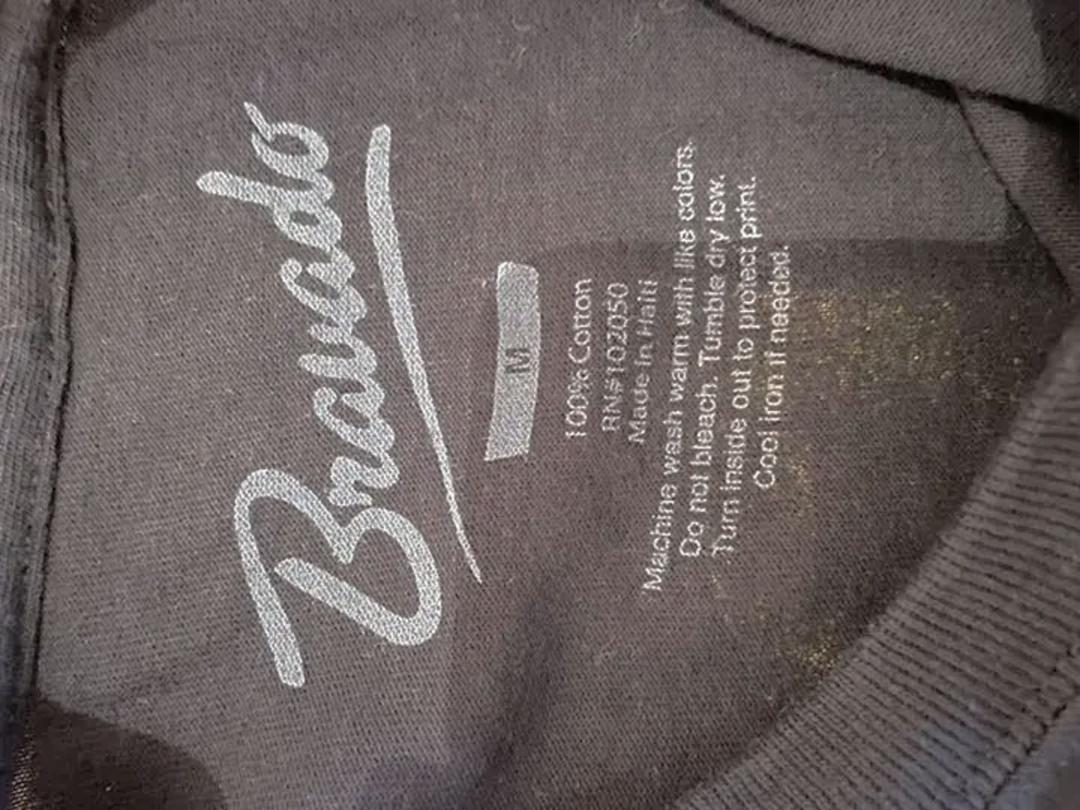 Bravado
M
100% Cotton
RN#102050
Made in Haiti
Machine wash warm with like colors.
Do not bleach. Tumble dry low.
Turn inside out to protect print.
Cool iron if needed.